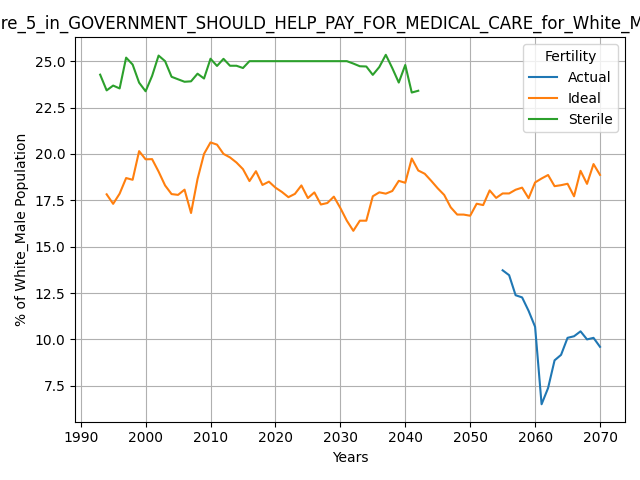 re_5_in_GOVERNMENT_SHOULD_HELP_PAY_FOR_MEDICAL_CARE_for_White_M
25.0
22.5
20.0
17.5
15.0
12.5
10.0
7.5
% of White_Male Population
Fertility
Actual
Ideal
Sterile
1990 2000 2010 2020 2030 2040 2050 2060 2070
Years